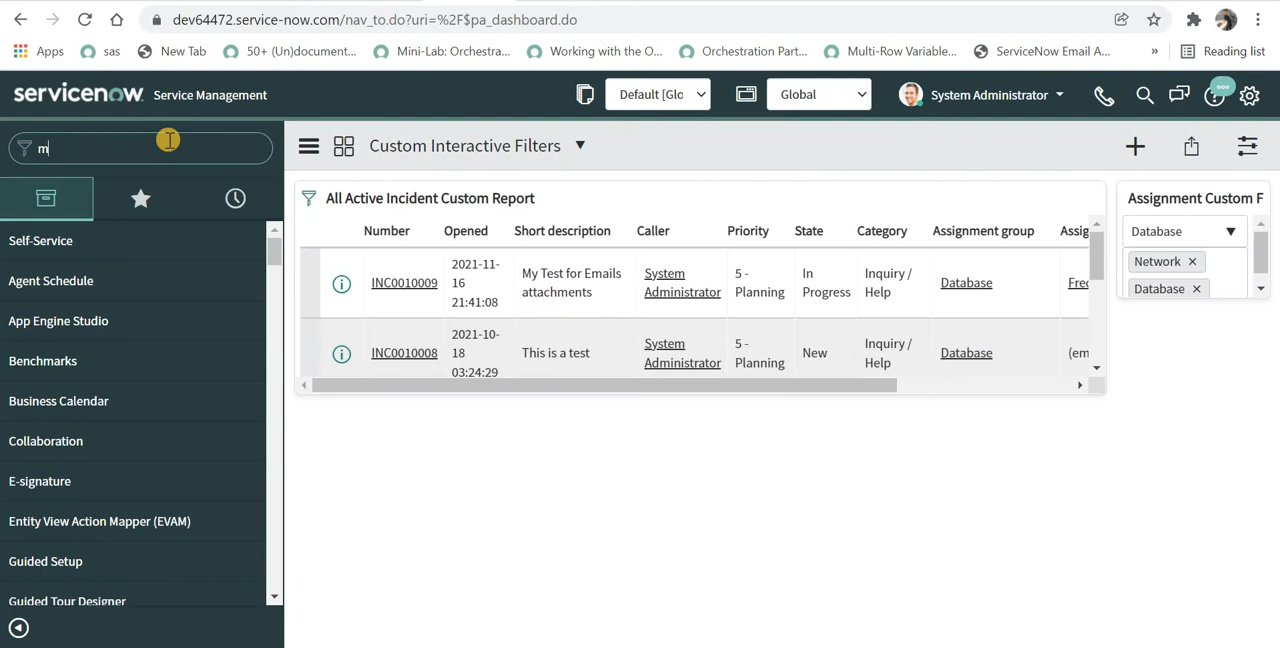 dev64472.service-now.com/nav_to.do?uri=%2F$pa_dashboard.do
Apps sas New Tab 50+ (Un)document... Mini-Lab: Orchestra... Working with the O... Orchestration Part... Multi-Row Variable... ServiceNow Email A... » Reading list
servicenow Service Management Default [Glo Global System Administrator
m
Custom Interactive Filters
Self-Service
Agent Schedule
App Engine Studio
Benchmarks
Business Calendar
Collaboration
E-signature
Entity View Action Mapper (EVAM)
Guided Setup
Guided Tour Designer
All Active Incident Custom Report
Number Opened Short description Caller Priority State Category Assignment group Assig
INC0010009 2021-11-16 21:41:08 My Test for Emails attachments System Administrator 5 - Planning In Progress Inquiry / Help Database Fred
INC0010008 2021-10-18 03:24:29 This is a test System Administrator 5 - Planning New Inquiry / Help Database (em
Assignment Custom F
Database
Network ×
Database ×